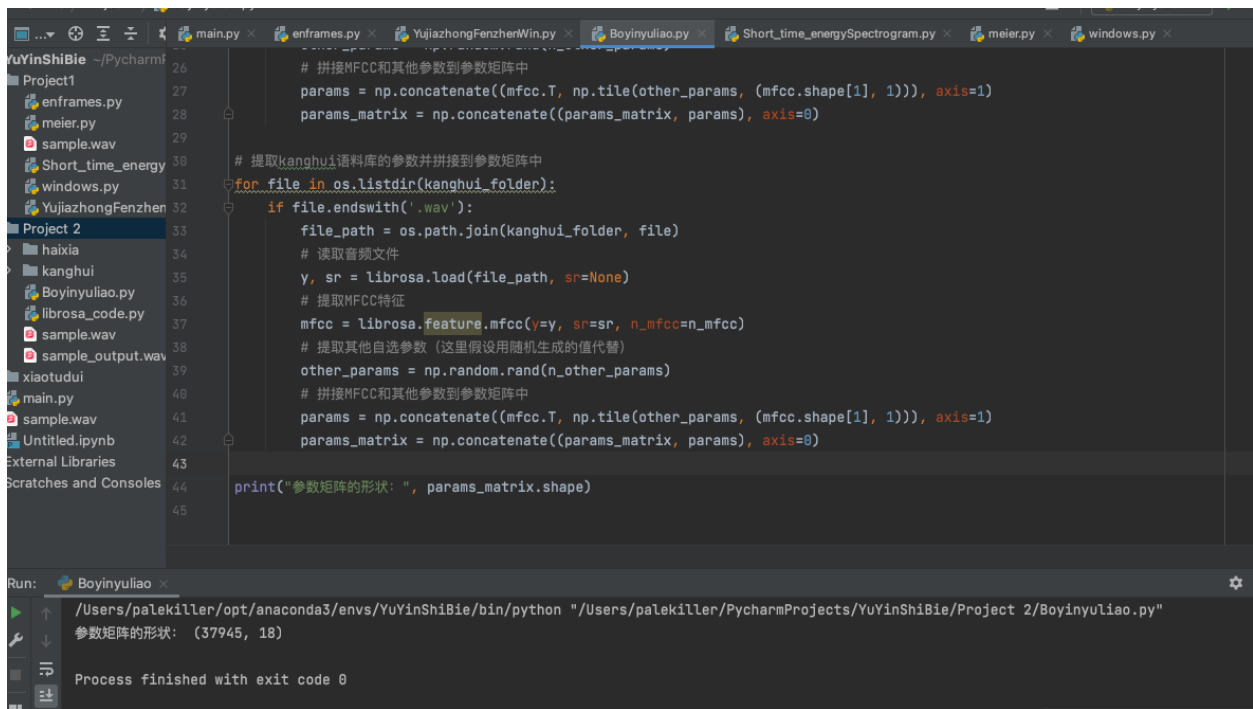 main.py
enframes.py
YujiazhongFenzhenWin.py
Boyinyuliao.py
Short_time_energySpectrogram.py
meier.py
windows.py
YuYinShiBie ~/Pycharm
Project1
enframes.py
meier.py
sample.wav
Short_time_energy
windows.py
YujiazhongFenzhen
Project 2
haixia
kanghui
Boyinyuliao.py
librosa_code.py
sample.wav
sample_output.wav
xiaotudui
main.py
sample.wav
Untitled.ipynb
External Libraries
Scratches and Consoles
26 # 拼接MFCC和其他参数到参数矩阵中
27 params = np.concatenate((mfcc.T, np.tile(other_params, (mfcc.shape[1], 1))), axis=1)
28 params_matrix = np.concatenate((params_matrix, params), axis=0)
29
30 # 提取kanghui语料库的参数并拼接到参数矩阵中
31 for file in os.listdir(kanghui_folder):
32 if file.endswith('.wav'):
33 file_path = os.path.join(kanghui_folder, file)
34 # 读取音频文件
35 y, sr = librosa.load(file_path, sr=None)
36 # 提取MFCC特征
37 mfcc = librosa.feature.mfcc(y=y, sr=sr, n_mfcc=n_mfcc)
38 # 提取其他自选参数（这里假设用随机生成的值代替）
39 other_params = np.random.rand(n_other_params)
40 # 拼接MFCC和其他参数到参数矩阵中
41 params = np.concatenate((mfcc.T, np.tile(other_params, (mfcc.shape[1], 1))), axis=1)
42 params_matrix = np.concatenate((params_matrix, params), axis=0)
43
44 print("参数矩阵的形状：", params_matrix.shape)
45
Run: Boyinyuliao
/Users/palekiller/opt/anaconda3/envs/YuYinShiBie/bin/python "/Users/palekiller/PycharmProjects/YuYinShiBie/Project 2/Boyinyuliao.py"
参数矩阵的形状： (37945, 18)
Process finished with exit code 0